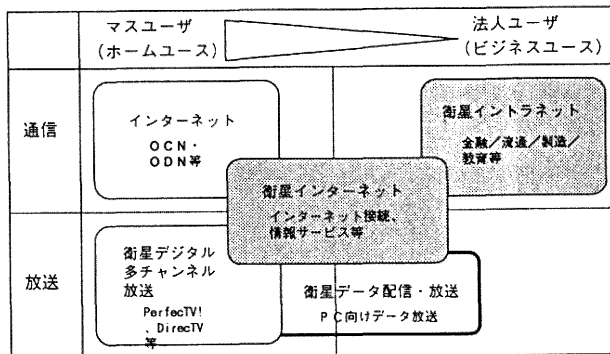 マスユーザ
(ホームユース)
法人ユーザ
(ビジネスユース)
通信
インターネット
OCN・
ODN等
衛星イントラネット
金融／流通／製造／
教育等
衛星インターネット
インターネット接続、
情報サービス等
放送
衛星デジタル
多チャンネル
放送
PerfecTV!
、DirecTV
等
衛星データ配信・放送
PC向けデータ放送